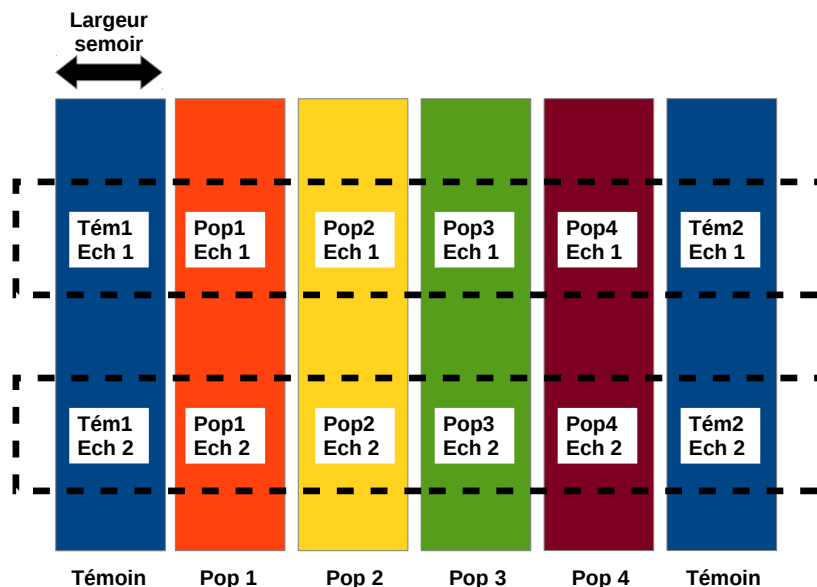 Largeur
semoir
Tém1
Ech 1
Pop1
Ech 1
Pop2
Ech 1
Pop3
Ech 1
Pop4
Ech 1
Tém2
Ech 1
Tém1
Ech 2
Pop1
Ech 2
Pop2
Ech 2
Pop3
Ech 2
Pop4
Ech 2
Tém2
Ech 2
Témoin
Pop 1
Pop 2
Pop 3
Pop 4
Témoin